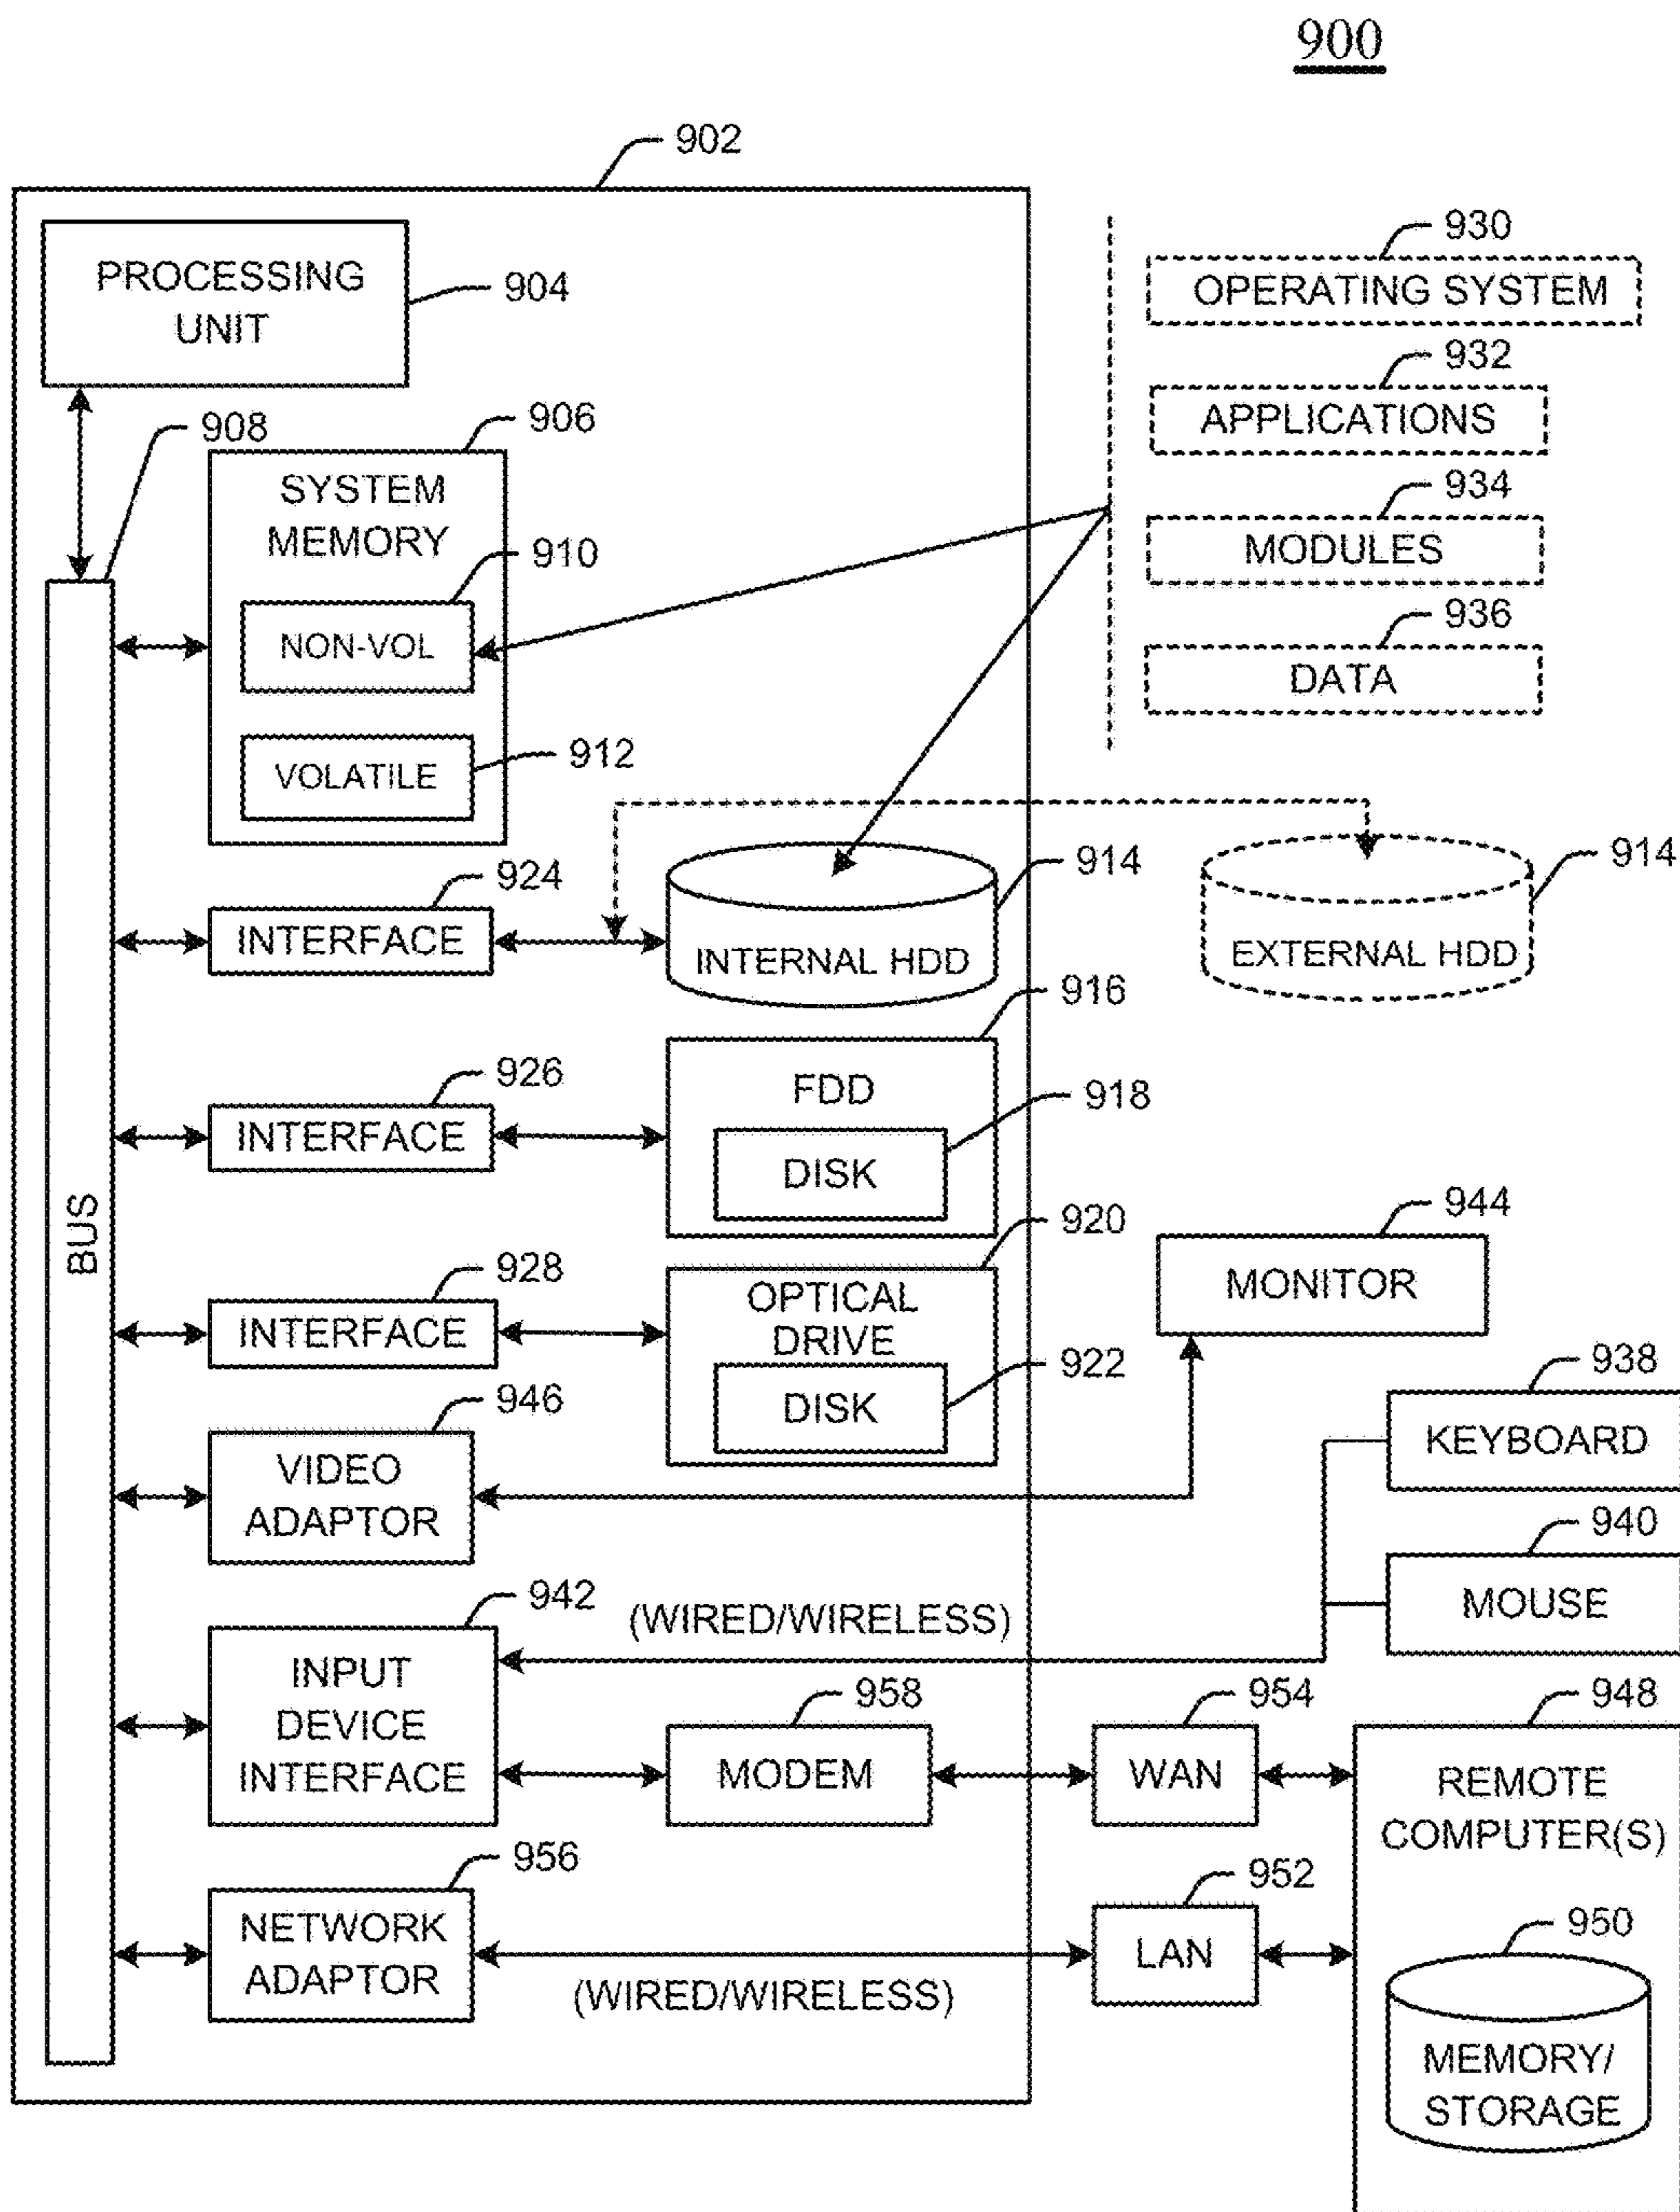 900
902
PROCESSING
UNIT
904
930
OPERATING SYSTEM
932
APPLICATIONS
934
MODULES
936
DATA
908
906
SYSTEM
MEMORY
910
NON-VOL
912
VOLATILE
924
INTERFACE
914
INTERNAL HDD
914
EXTERNAL HDD
916
FDD
926
INTERFACE
918
DISK
BUS
920
OPTICAL
DRIVE
928
INTERFACE
922
DISK
944
MONITOR
946
VIDEO
ADAPTOR
938
KEYBOARD
940
MOUSE
942
INPUT
DEVICE
INTERFACE
(WIRED/WIRELESS)
958
MODEM
954
WAN
948
REMOTE
COMPUTER(S)
956
NETWORK
ADAPTOR
(WIRED/WIRELESS)
952
LAN
950
MEMORY/
STORAGE